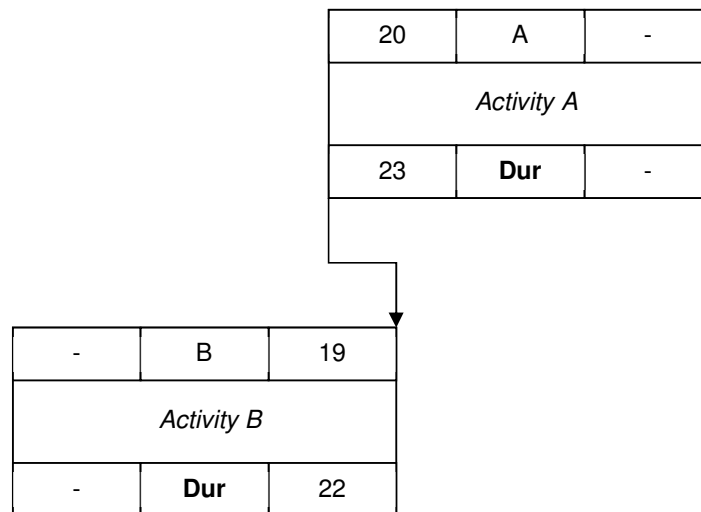 20 A -
Activity A
23 Dur -
- B 19
Activity B
- Dur 22